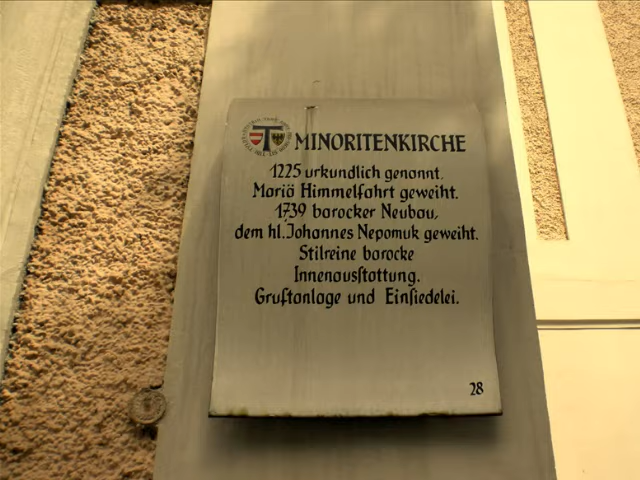 MINORITENKIRCHE
1225 urkundlich genannt.
Mariä Himmelfahrt geweiht.
1739 barocker Neubau,
dem hl. Johannes Nepomuk geweiht.
Stilreine barocke
Innenausstattung.
Gruftanlage und Einsiedelei.
28